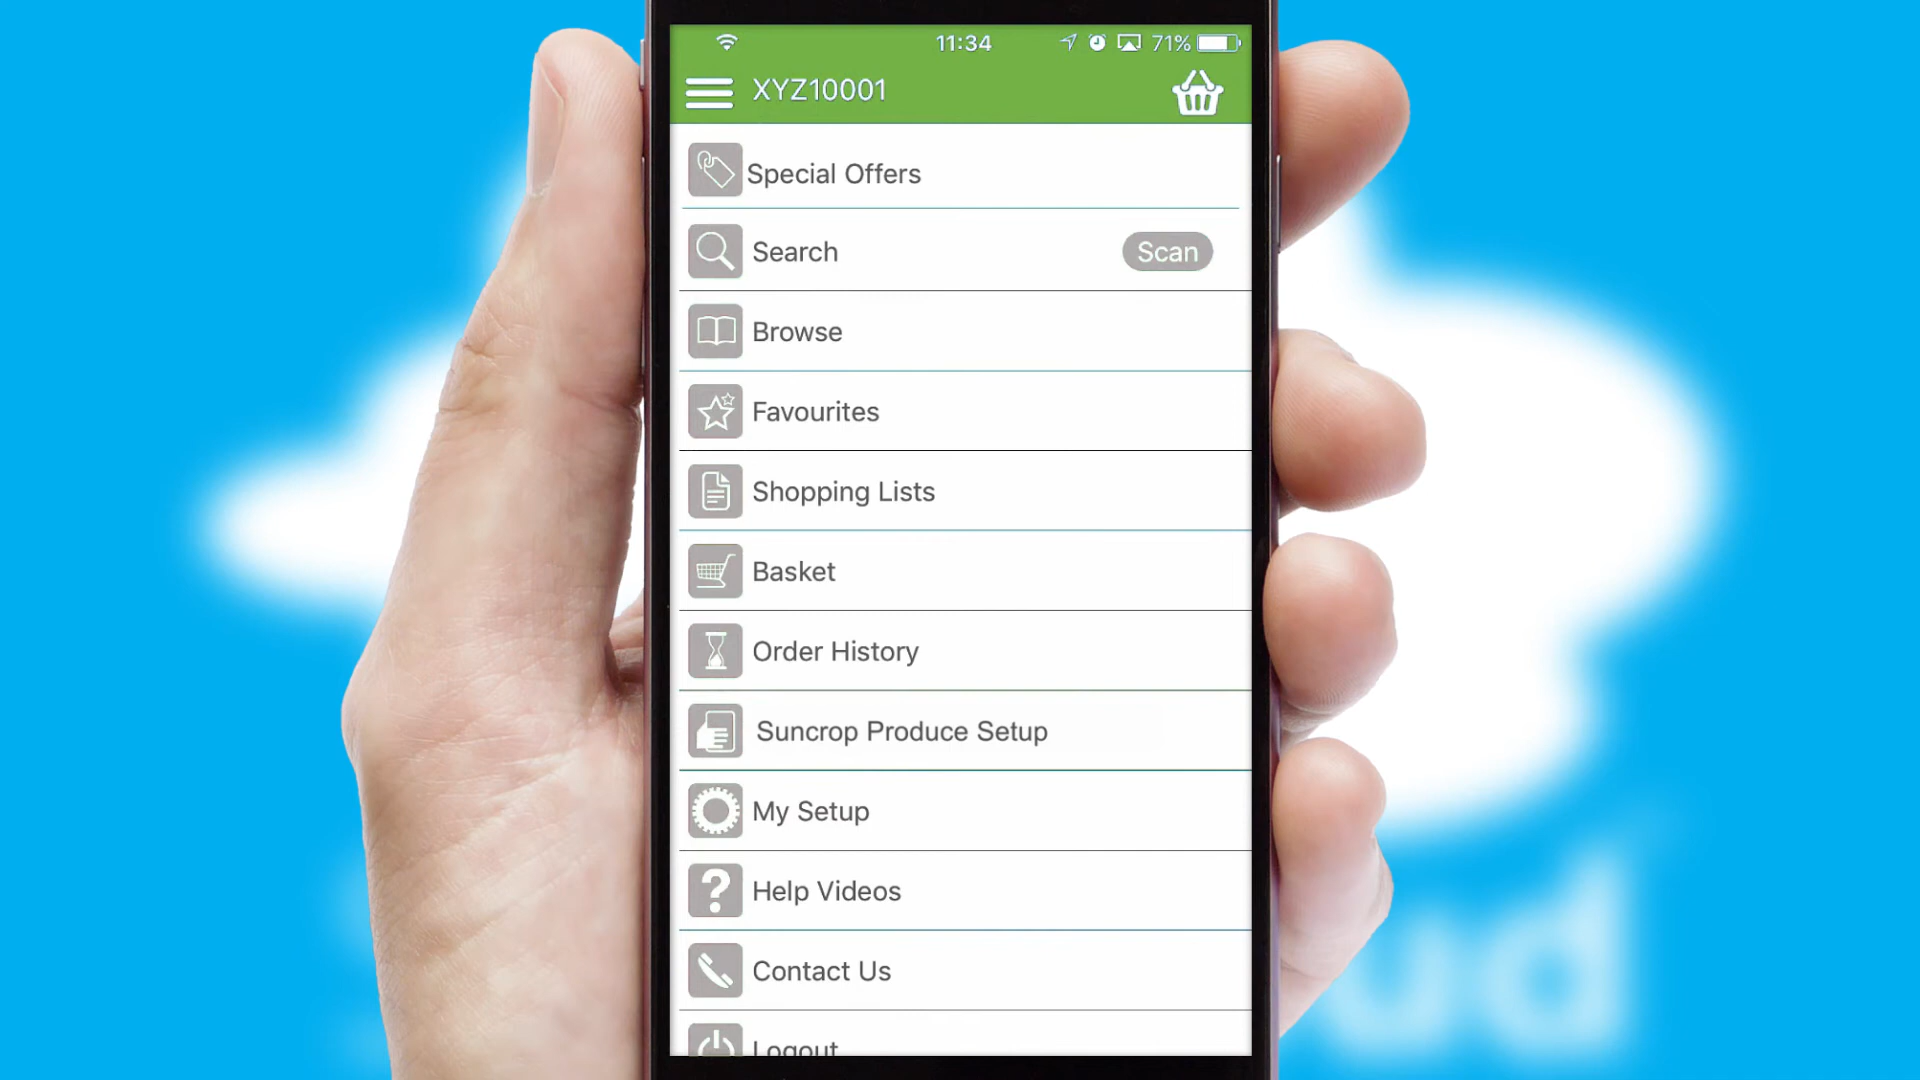 11:34 71%
XYZ10001
Special Offers
Search Scan
Browse
Favourites
Shopping Lists
Basket
Order History
Suncrop Produce Setup
My Setup
Help Videos
Contact Us
Logout
ud